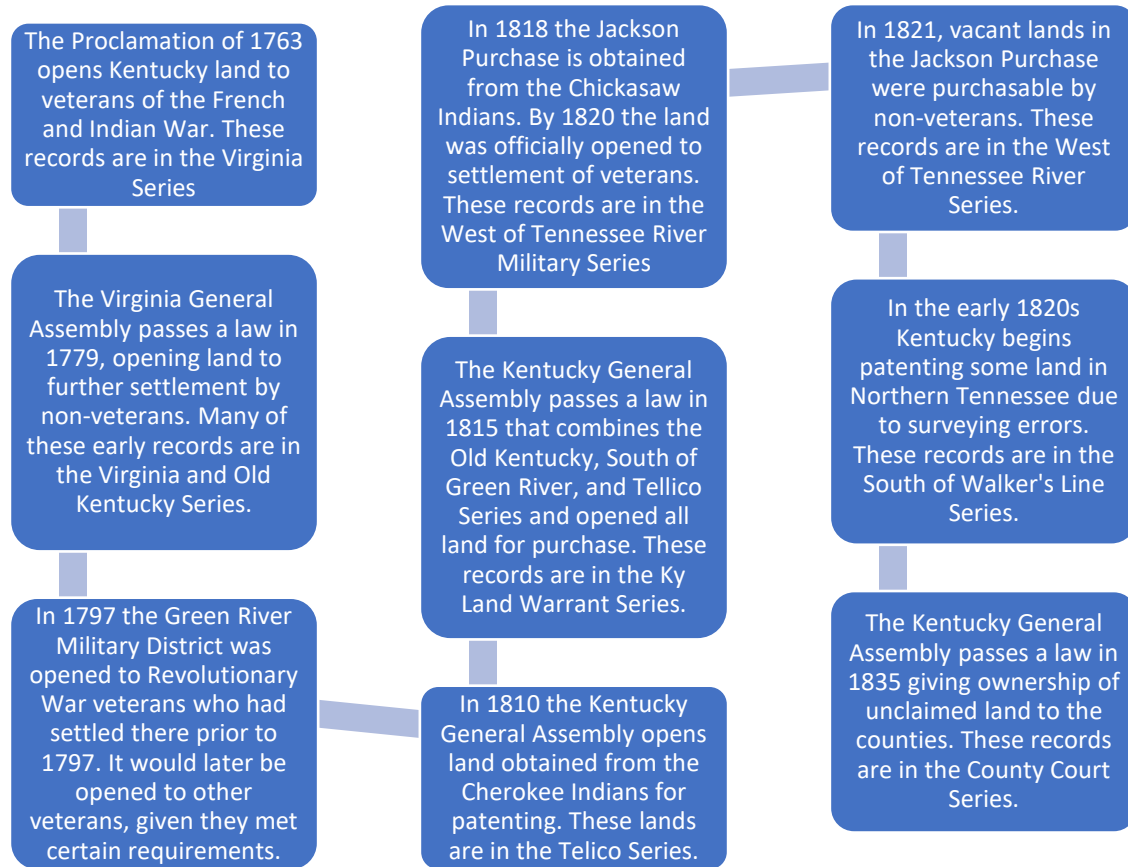 The Proclamation of 1763
opens Kentucky land to
veterans of the French
and Indian War. These
records are in the Virginia
Series
The Virginia General
Assembly passes a law in
1779, opening land to
further settlement by
non-veterans. Many of
these early records are in
the Virginia and Old
Kentucky Series.
In 1797 the Green River
Military District was
opened to Revolutionary
War veterans who had
settled there prior to
1797. It would later be
opened to other
veterans, given they met
certain requirements.
In 1810 the Kentucky
General Assembly opens
land obtained from the
Cherokee Indians for
patenting. These lands
are in the Telico Series.
The Kentucky General
Assembly passes a law in
1815 that combines the
Old Kentucky, South of
Green River, and Tellico
Series and opened all
land for purchase. These
records are in the Ky
Land Warrant Series.
In 1818 the Jackson
Purchase is obtained
from the Chickasaw
Indians. By 1820 the land
was officially opened to
settlement of veterans.
These records are in the
West of Tennessee River
Military Series
In 1821, vacant lands in
the Jackson Purchase
were purchasable by
non-veterans. These
records are in the West
of Tennessee River
Series.
In the early 1820s
Kentucky begins
patenting some land in
Northern Tennessee due
to surveying errors.
These records are in the
South of Walker's Line
Series.
The Kentucky General
Assembly passes a law in
1835 giving ownership of
unclaimed land to the
counties. These records
are in the County Court
Series.